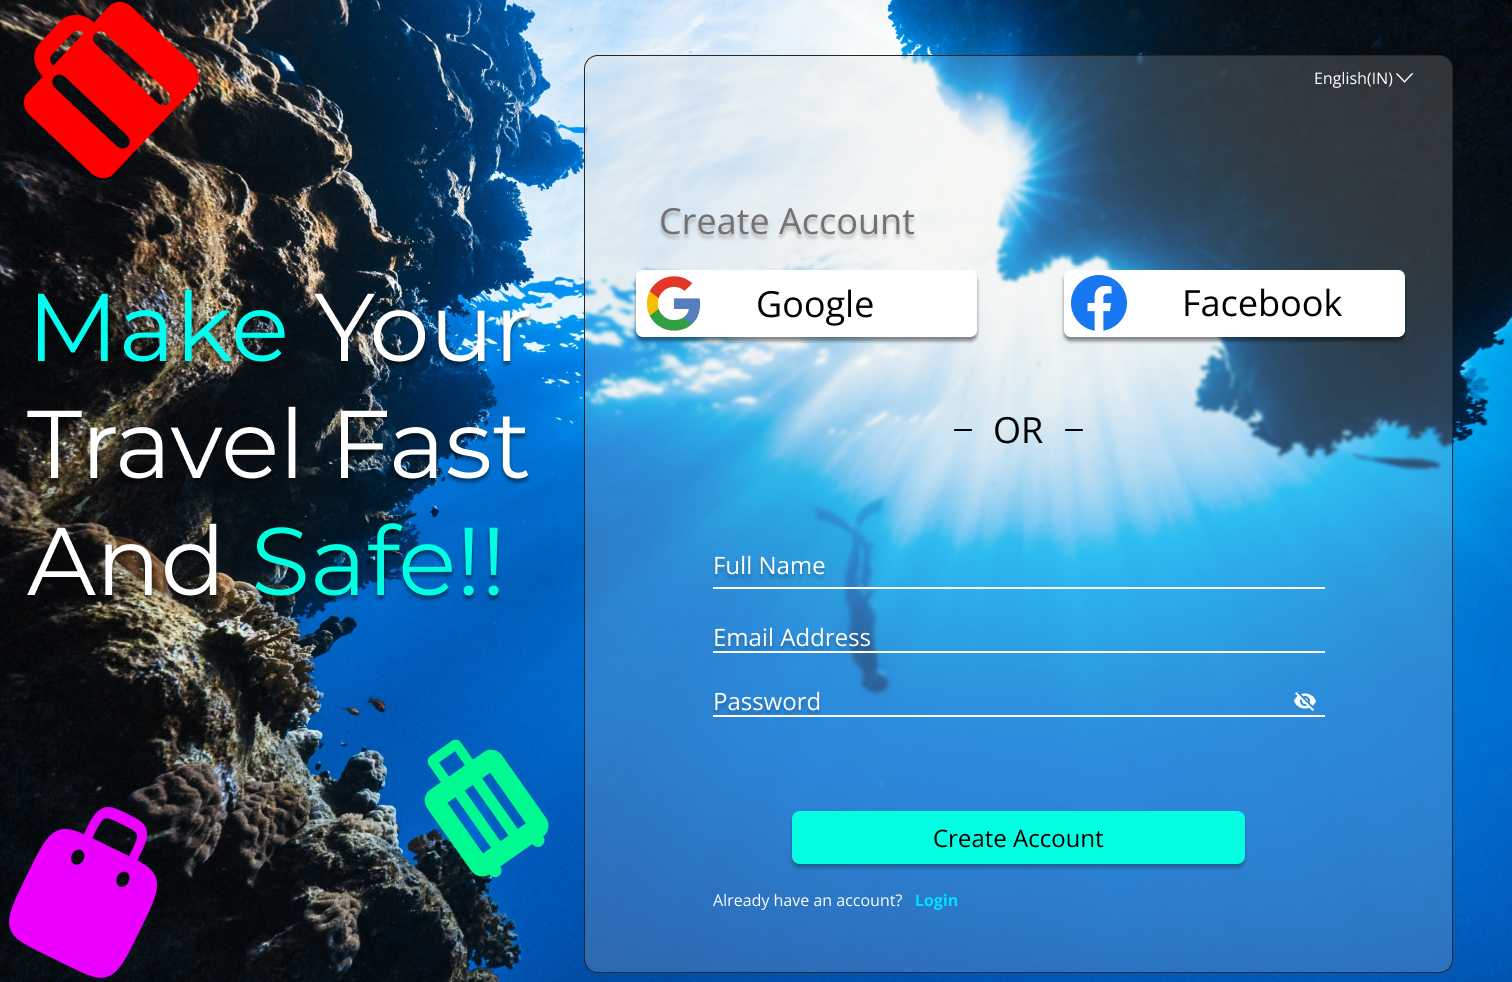 English(IN)
Create Account
Google
Facebook
Make Your
Travel Fast
And Safe!!
– OR –
Full Name
Email Address
Password
Create Account
Already have an account? Login